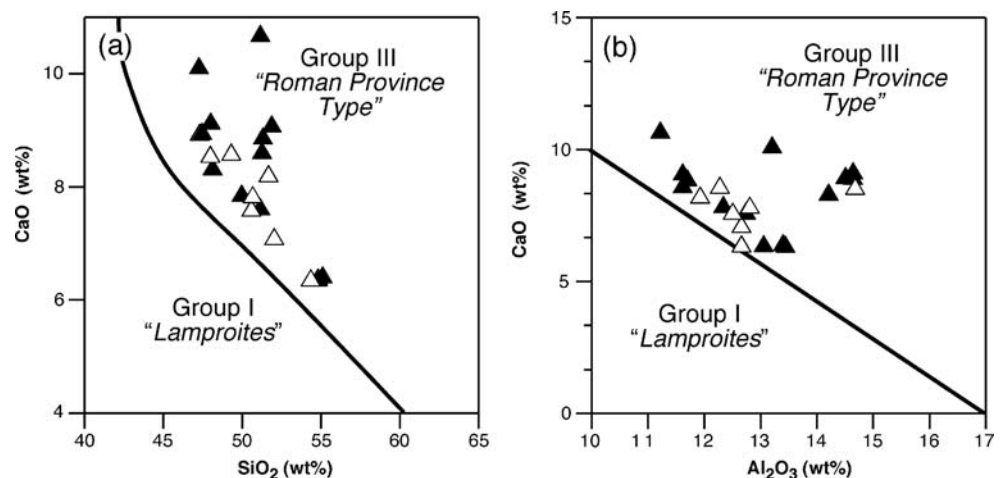 (a)
Group III
"Roman Province
Type"
Group I
"Lamproites"
CaO (wt%)
10
8
6
4
40
45
50
55
60
65
SiO2 (wt%)
(b)
Group III
"Roman Province
Type"
Group I
"Lamproites"
CaO (wt%)
15
10
5
0
10
11
12
13
14
15
16
17
Al2O3 (wt%)